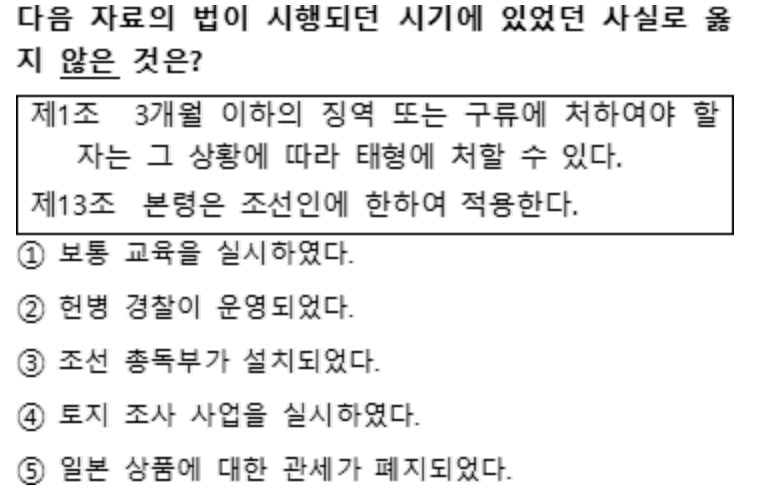 다음 자료의 법이 시행되던 시기에 있었던 사실로 옳
지 않은 것은?
제1조 3개월 이하의 징역 또는 구류에 처하여야 할
자는 그 상황에 따라 태형에 처할 수 있다.
제13조 본령은 조선인에 한하여 적용한다.
① 보통 교육을 실시하였다.
② 헌병 경찰이 운영되었다.
③ 조선 총독부가 설치되었다.
④ 토지 조사 사업을 실시하였다.
⑤ 일본 상품에 대한 관세가 폐지되었다.